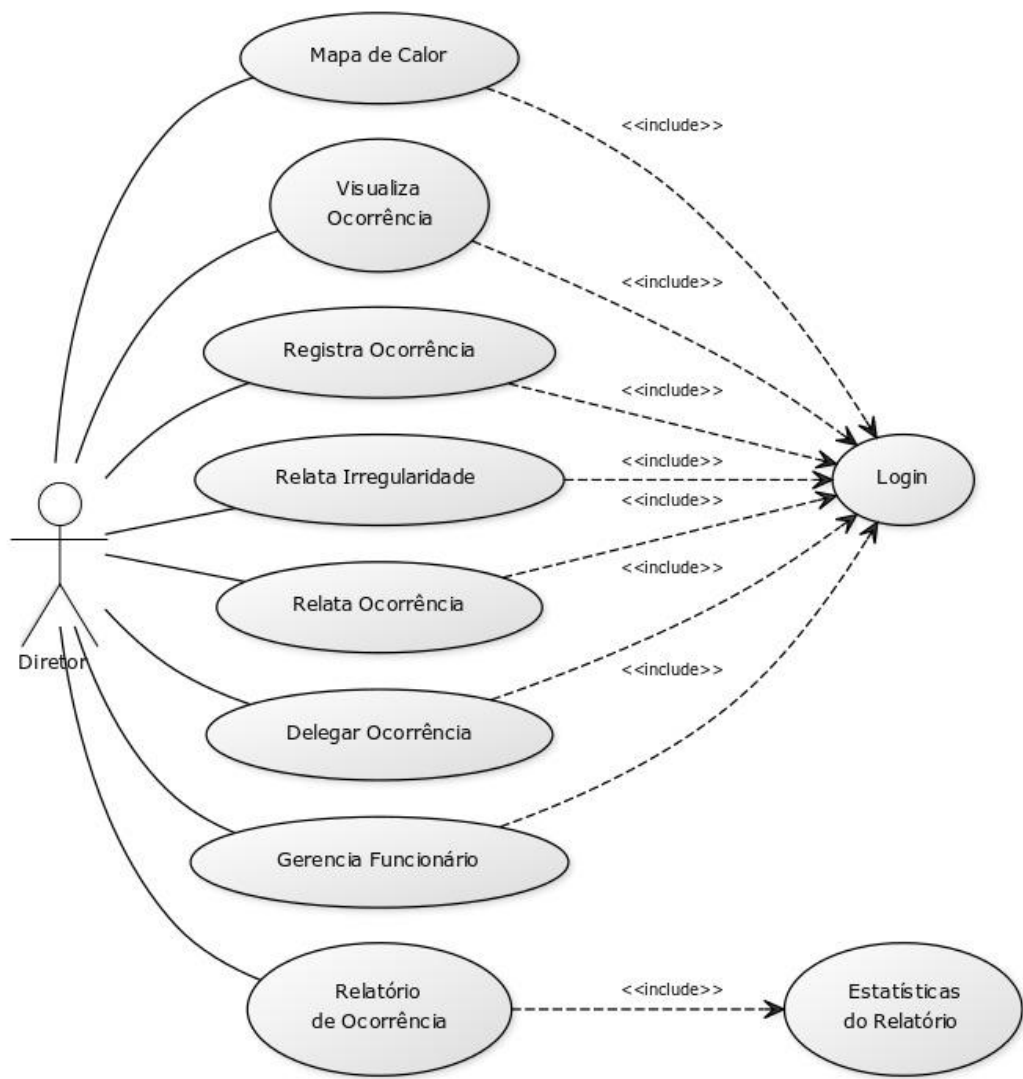 Mapa de Calor
<<include>>
Visualiza
Ocorrência
<<include>>
Registra Ocorrência
<<include>>
Relata Irregularidade
<<include>>
Login
<<include>>
Relata Ocorrência
<<include>>
Diretor
<<include>>
Delegar Ocorrência
Gerencia Funcionário
Relatório
de Ocorrência
<<include>>
Estatísticas
do Relatório